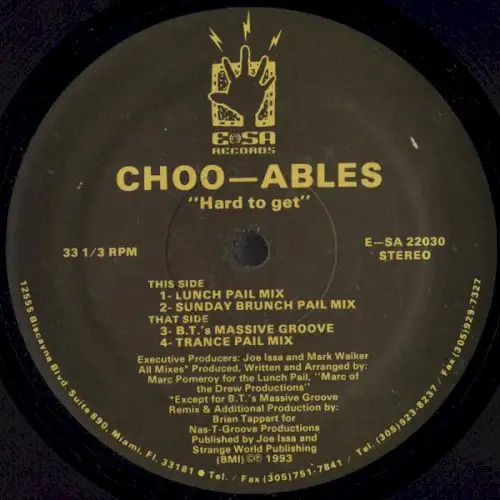 E-SA
RECORDS
CHOO—ABLES
"Hard to get"
33 1/3 RPM
E—SA 22030
STEREO
THIS SIDE
1- LUNCH PAIL MIX
2- SUNDAY BRUNCH PAIL MIX
THAT SIDE
3- B.T.'s MASSIVE GROOVE
4- TRANCE PAIL MIX
Executive Producers: Joe Issa and Mark Walker
All Mixes* Produced, Written and Arranged by:
Marc Pomeroy for the Lunch Pail, "Marc of
the Drew Productions"
*Except for B.T.'s Massive Groove
Remix & Additional Production by:
Brian Tappert for
Nas-T-Groove Productions
Published by Joe Issa and
Strange World Publishing
(BMI) ©℗ 1993
12555 Biscayne Blvd. Suite 890, Miami, Fl. 33181 ● Tel. / Fax (305)751-7841 / Tel. (305)923-8237 / Fax (305)929-7327